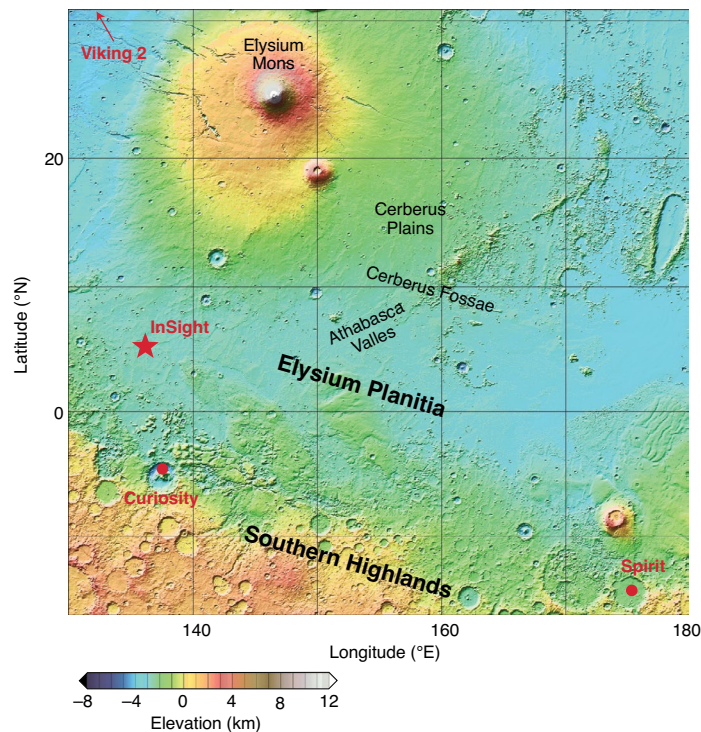 Viking 2
Elysium
Mons
20
Cerberus
Plains
Cerberus Fossae
Athabasca
Valles
InSight
Elysium Planitia
Latitude (°N)
0
Curiosity
Southern Highlands
Spirit
140
160
180
Longitude (°E)
–8
–4
0
4
8
12
Elevation (km)